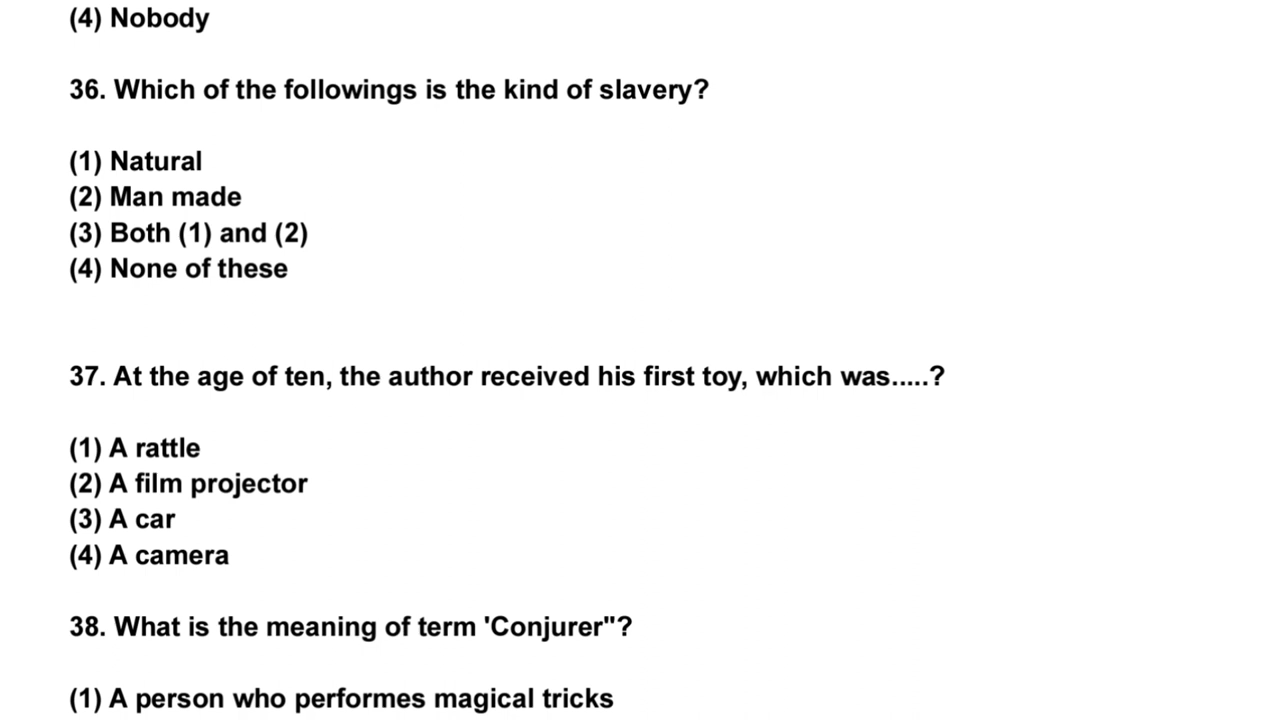 (4) Nobody
36. Which of the followings is the kind of slavery?
(1) Natural
(2) Man made
(3) Both (1) and (2)
(4) None of these
37. At the age of ten, the author received his first toy, which was.....?
(1) A rattle
(2) A film projector
(3) A car
(4) A camera
38. What is the meaning of term 'Conjurer"?
(1) A person who performes magical tricks